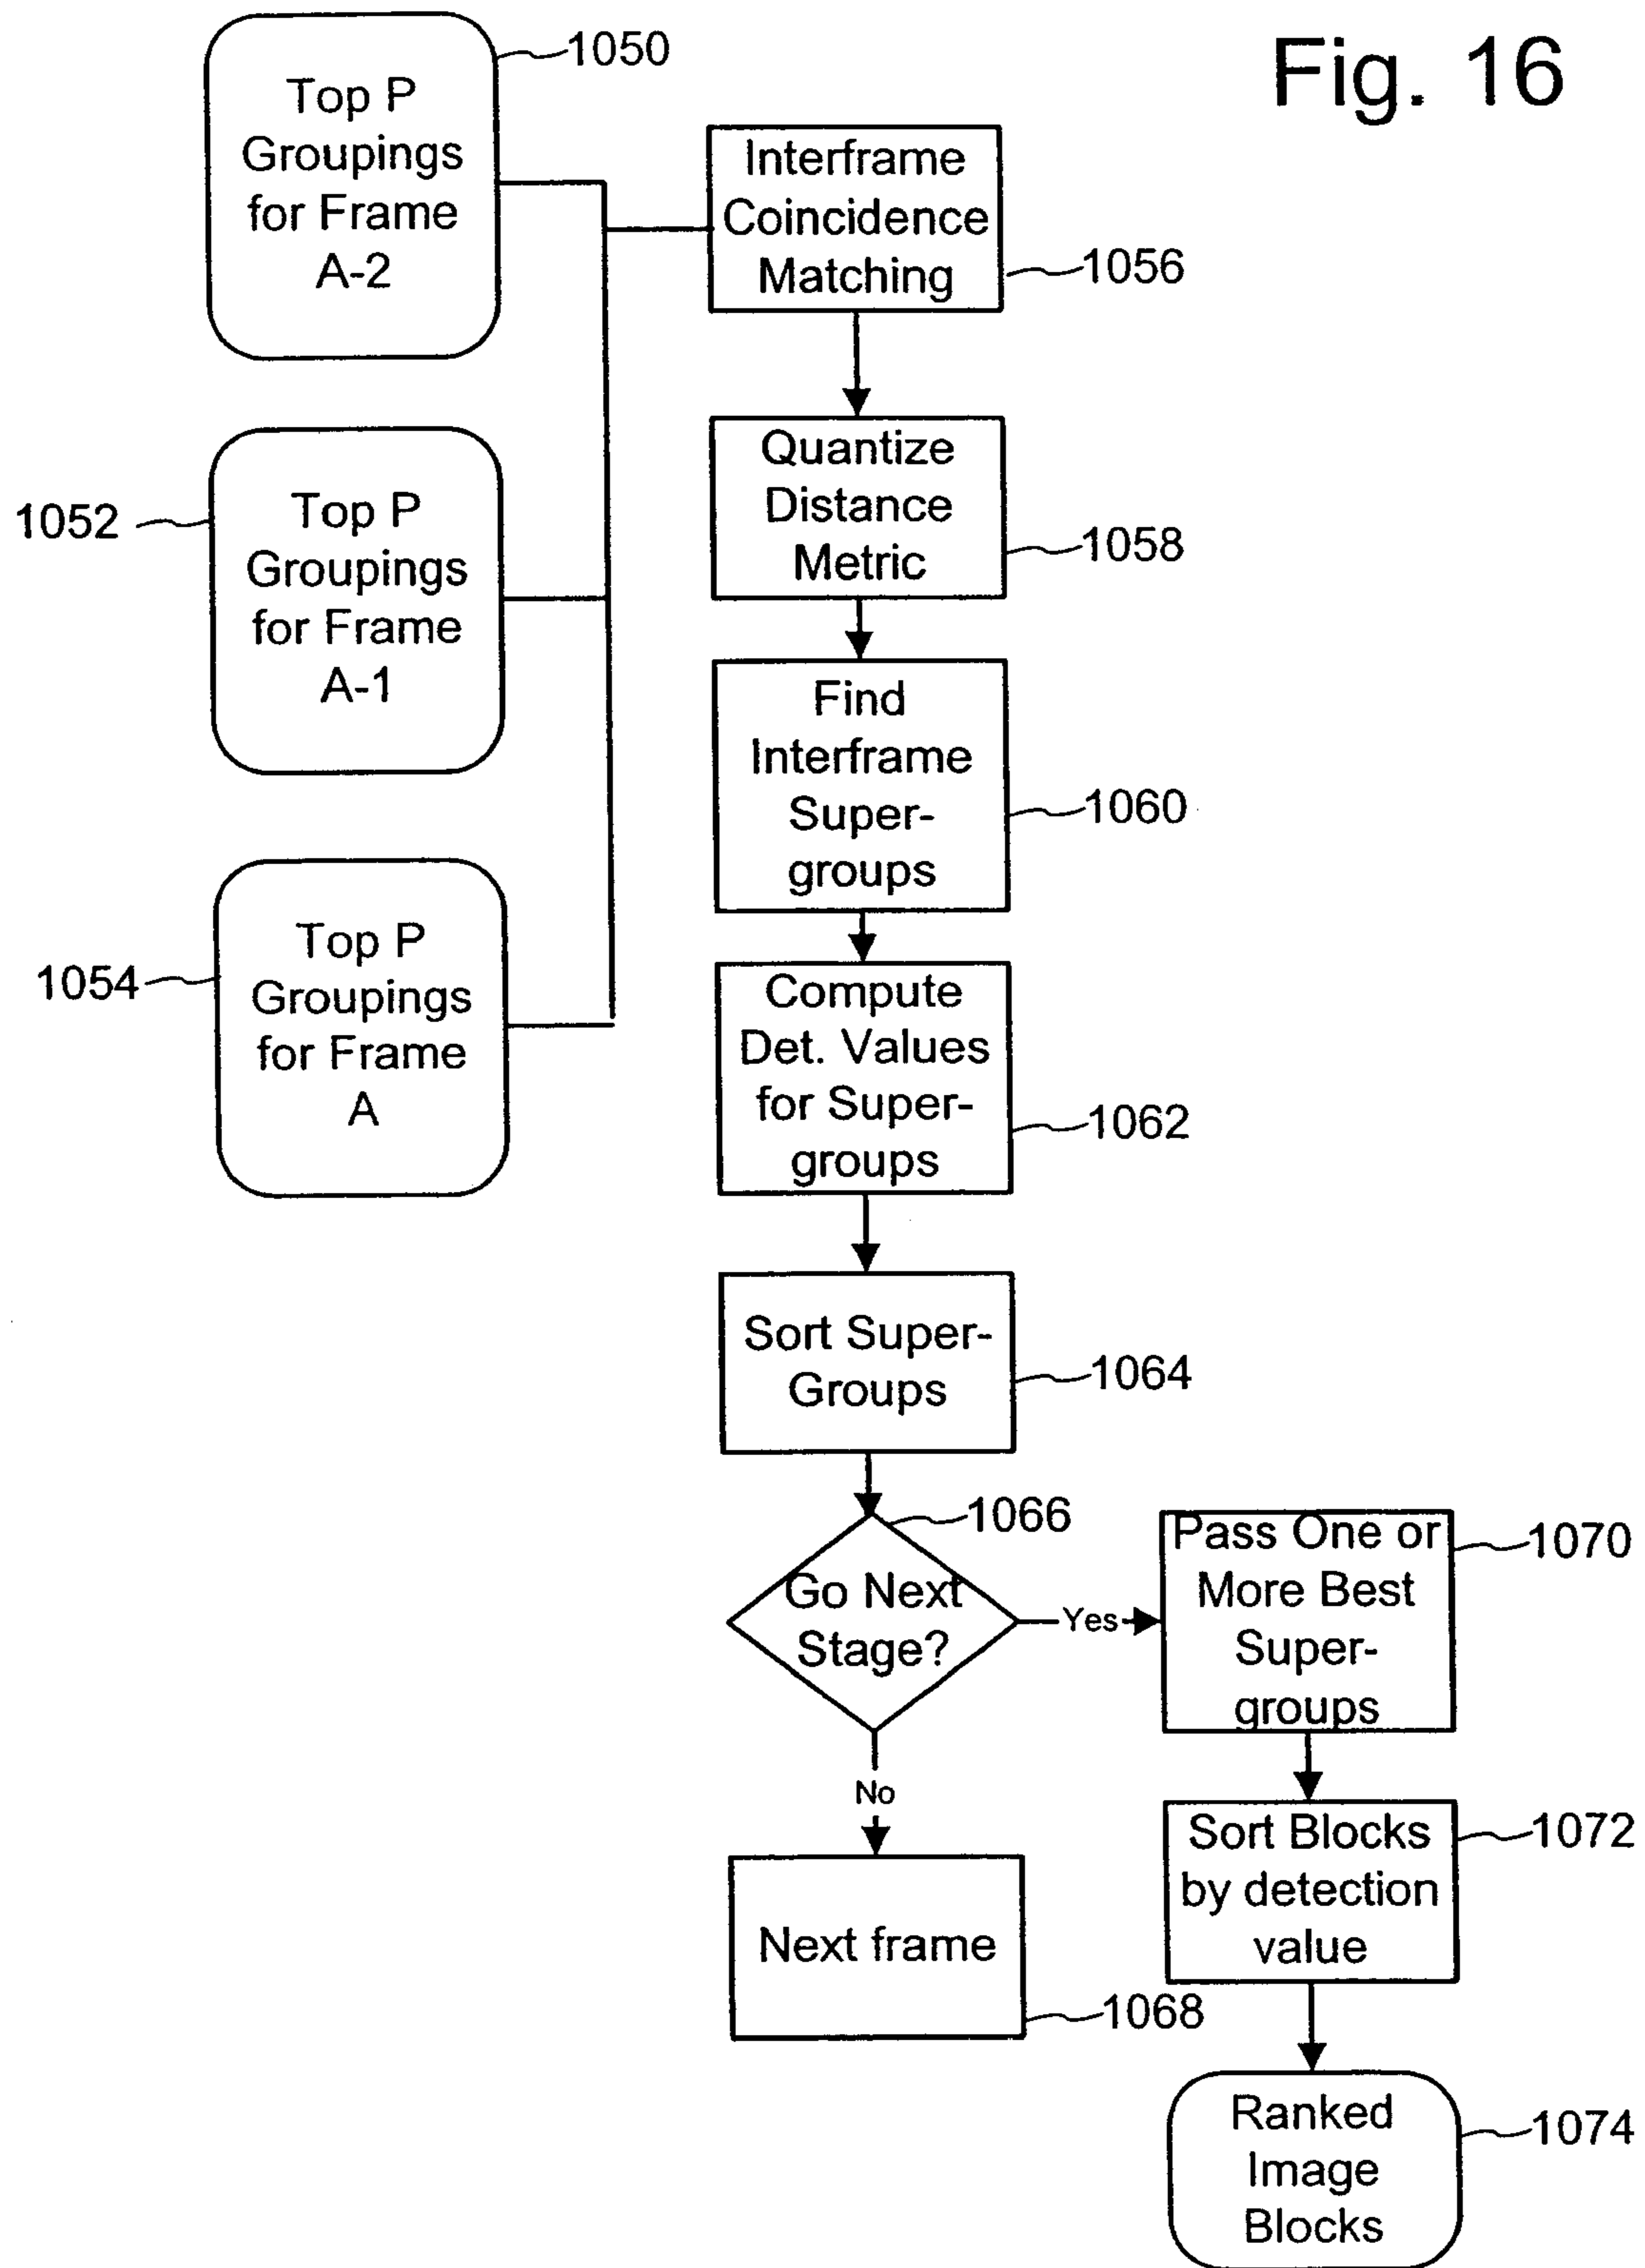 Fig. 16
1050
Top P
Groupings
for Frame
A-2
Interframe
Coincidence
Matching
1056
1052
Top P
Groupings
for Frame
A-1
Quantize
Distance
Metric
1058
Find
Interframe
Super-
groups
1060
1054
Top P
Groupings
for Frame
A
Compute
Det. Values
for Super-
groups
1062
Sort Super-
Groups
1064
1066
Go Next
Stage?
Yes
Pass One or
More Best
Super-
groups
1070
No
Next frame
1068
Sort Blocks
by detection
value
1072
Ranked
Image
Blocks
1074